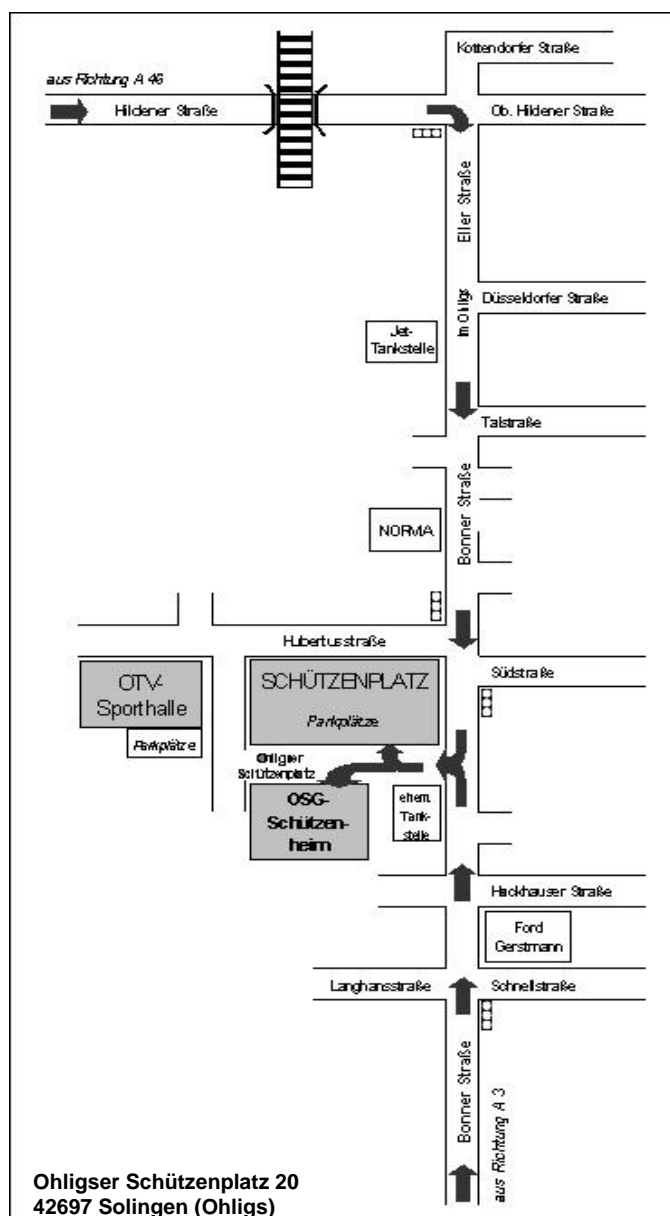 Kottendorfer Straße
aus Richtung A 46
Hildener Straße
Ob. Hildener Straße
Eller Straße
Im Ohligs
Düsseldorfer Straße
Jet-
Tankstelle
Talstraße
Bonner Straße
NORMA
Hubertusstraße
Südstraße
OTV-
Sporthalle
Parkplätze
SCHÜTZENPLATZ
Parkplätze
Ohligser
Schützenplatz
OSG-
Schützen-
heim
ehem.
Tank-
stelle
Hackhauser Straße
Ford
Gerstmann
Langhansstraße
Schnellstraße
Bonner Straße
aus Richtung A 3
Ohligser Schützenplatz 20
42697 Solingen (Ohligs)